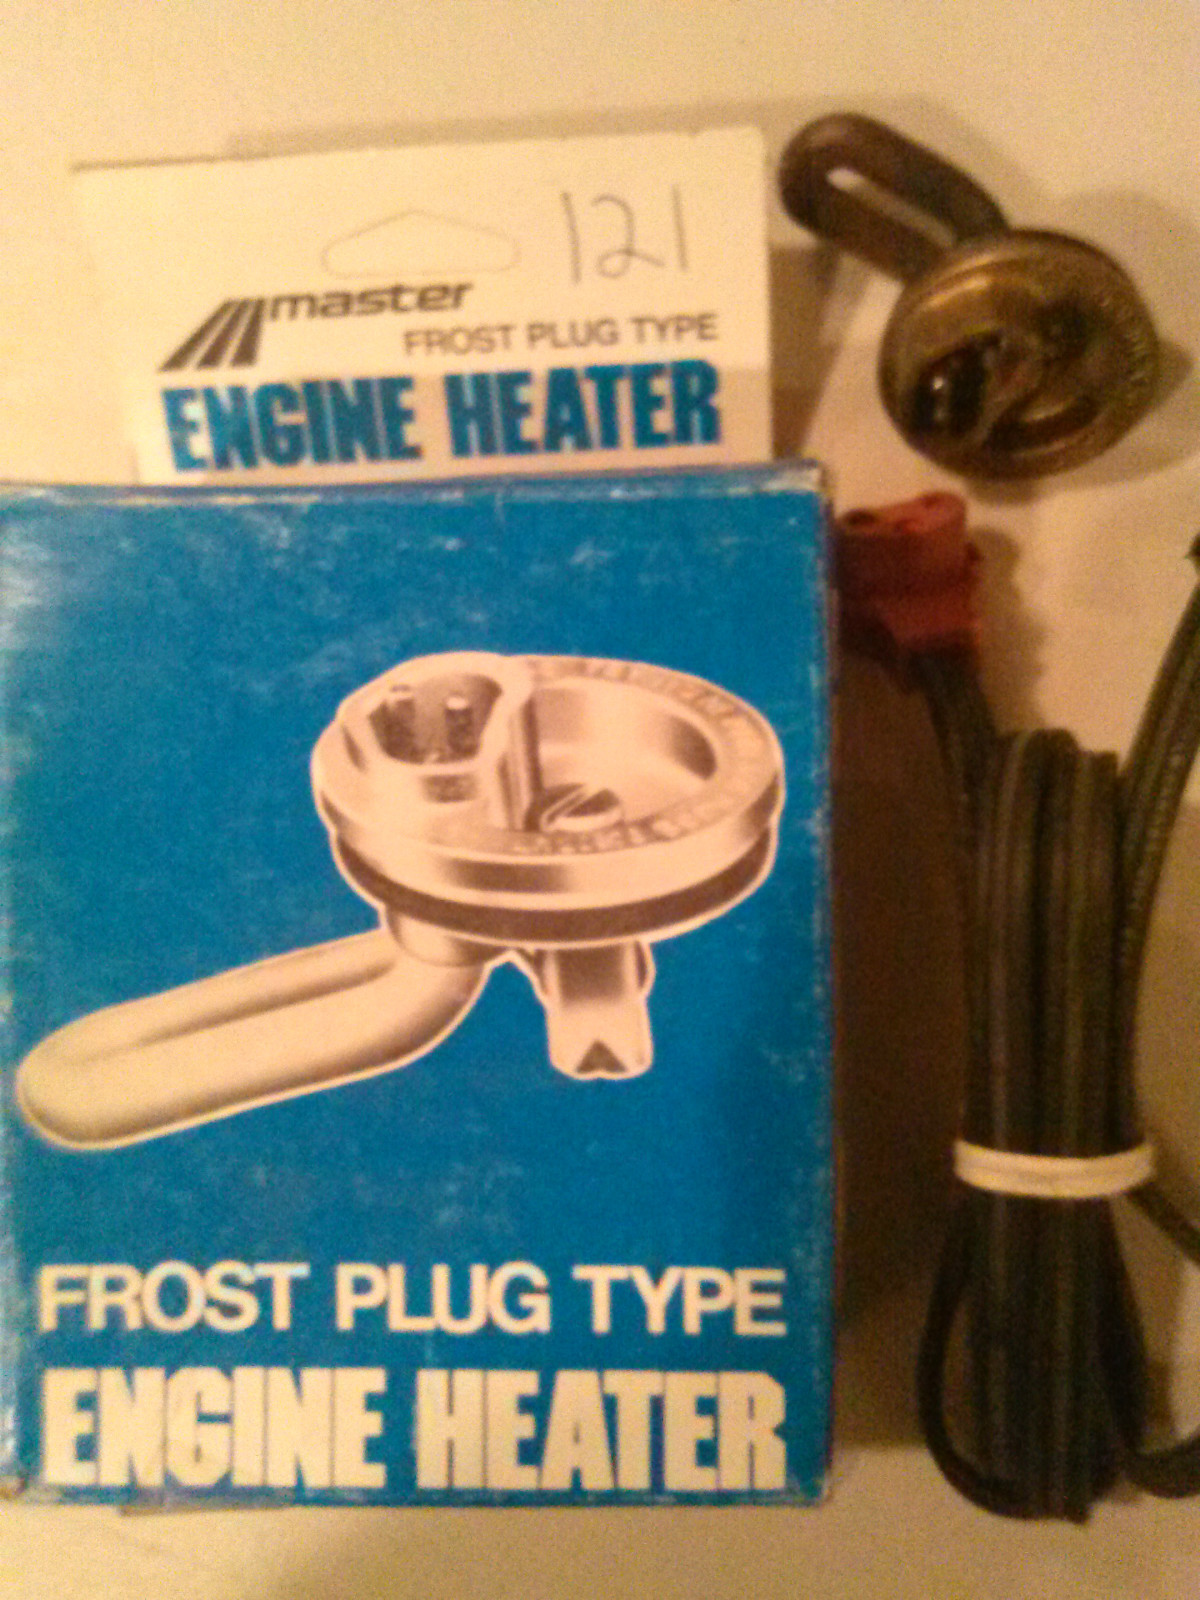 121
master
FROST PLUG TYPE
ENGINE HEATER
FROST PLUG TYPE
ENGINE HEATER